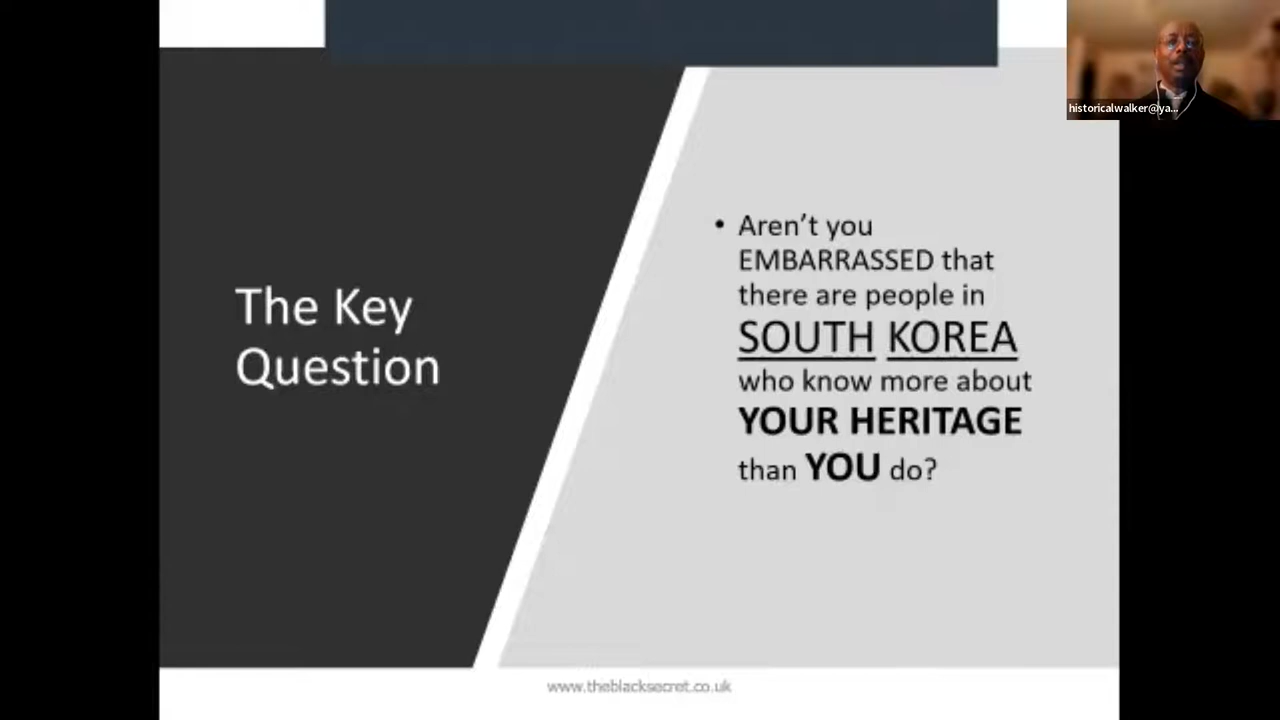 historicalwalker@ya...
The Key
Question
• Aren’t you
EMBARRASSED that
there are people in
SOUTH KOREA
who know more about
YOUR HERITAGE
than YOU do?
www.theblacksecret.co.uk